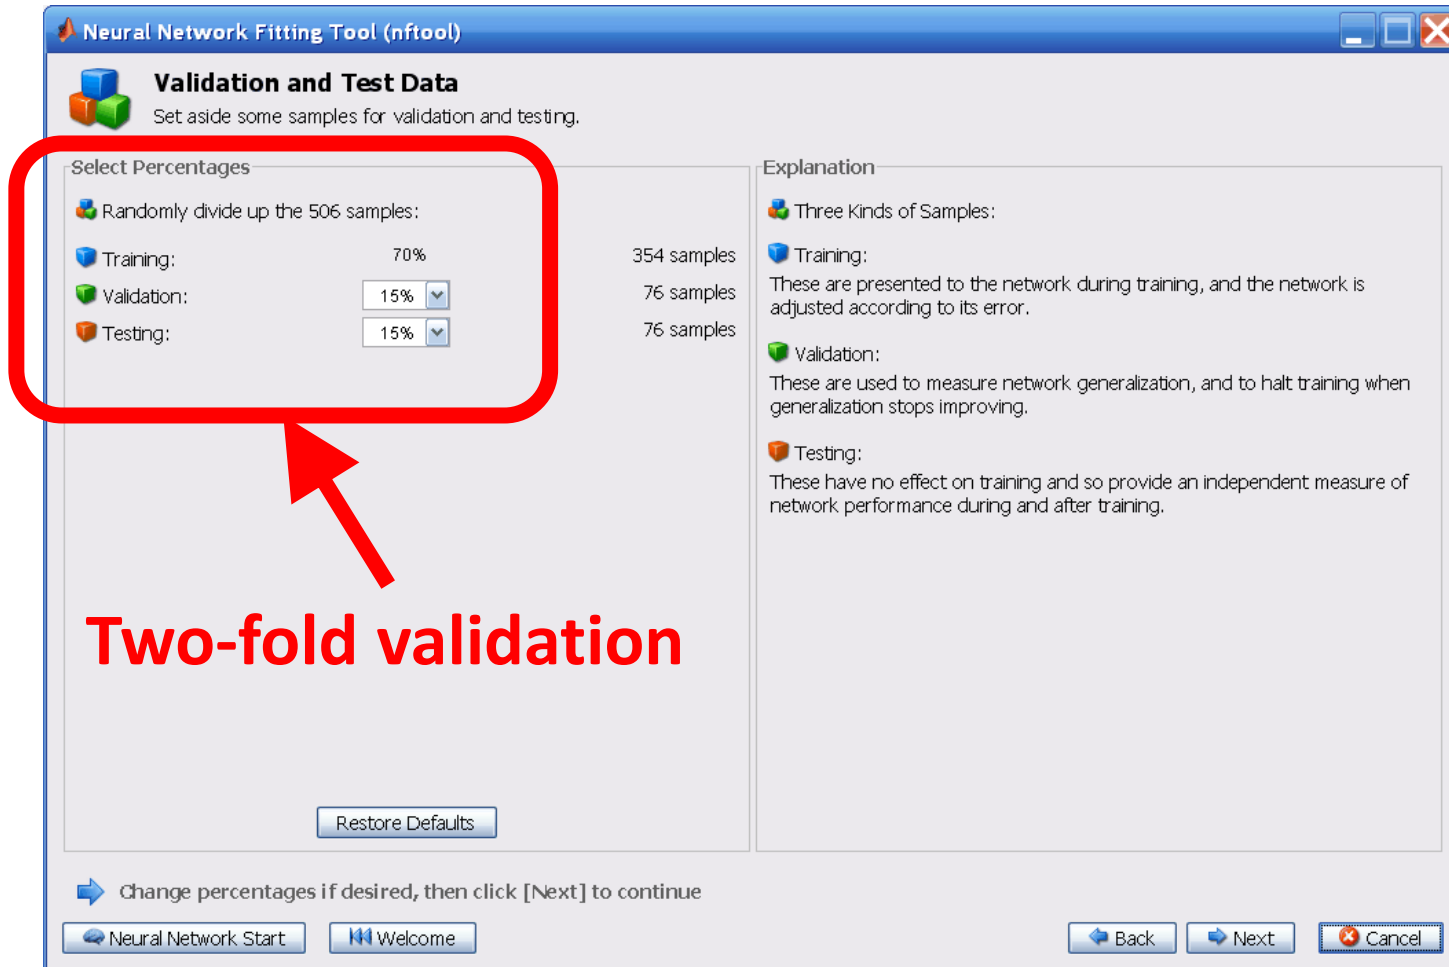 Neural Network Fitting Tool (nftool)
Validation and Test Data
Set aside some samples for validation and testing.
Select Percentages
Randomly divide up the 506 samples:
Training: 70% 354 samples
Validation: 15% 76 samples
Testing: 15% 76 samples
Two-fold validation
Restore Defaults
Explanation
Three Kinds of Samples:
Training:
These are presented to the network during training, and the network is
adjusted according to its error.
Validation:
These are used to measure network generalization, and to halt training when
generalization stops improving.
Testing:
These have no effect on training and so provide an independent measure of
network performance during and after training.
Change percentages if desired, then click [Next] to continue
Neural Network Start Welcome Back Next Cancel